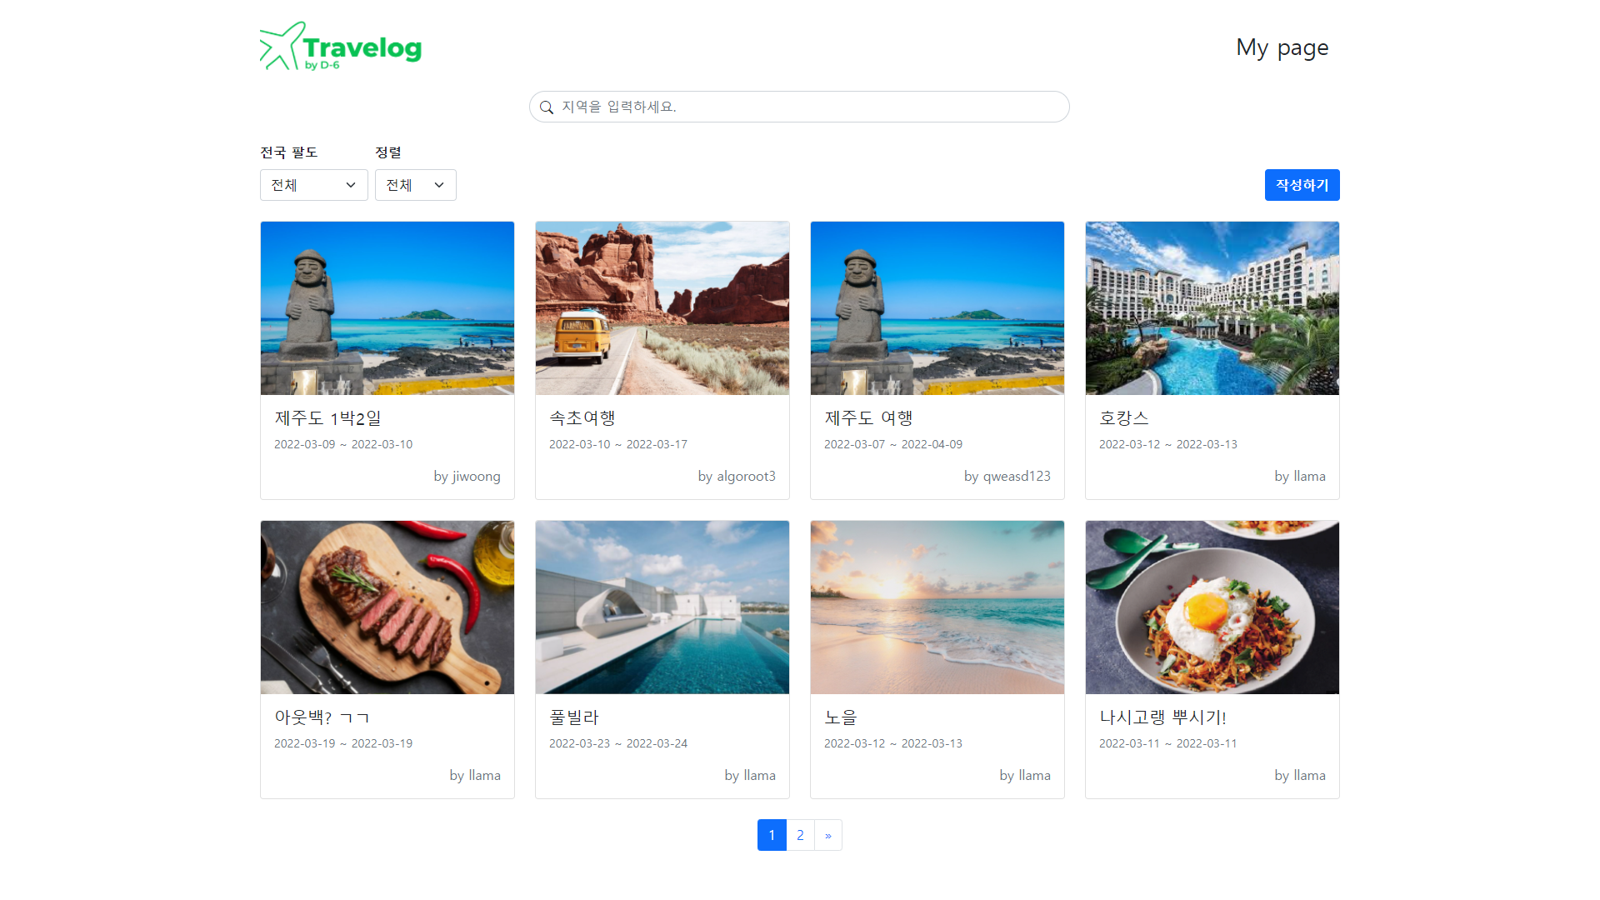 Travelog
by D-6
My page
지역을 입력하세요.
전국 팔도
정렬
전체
전체
작성하기
제주도 1박2일
2022-03-09 ~ 2022-03-10
by jiwoong
속초여행
2022-03-10 ~ 2022-03-17
by algoroot3
제주도 여행
2022-03-07 ~ 2022-04-09
by qweasd123
호캉스
2022-03-12 ~ 2022-03-13
by llama
아웃백? ㄱㄱ
2022-03-19 ~ 2022-03-19
by llama
풀빌라
2022-03-23 ~ 2022-03-24
by llama
노을
2022-03-12 ~ 2022-03-13
by llama
나시고랭 뿌시기!
2022-03-11 ~ 2022-03-11
by llama
1 2 »